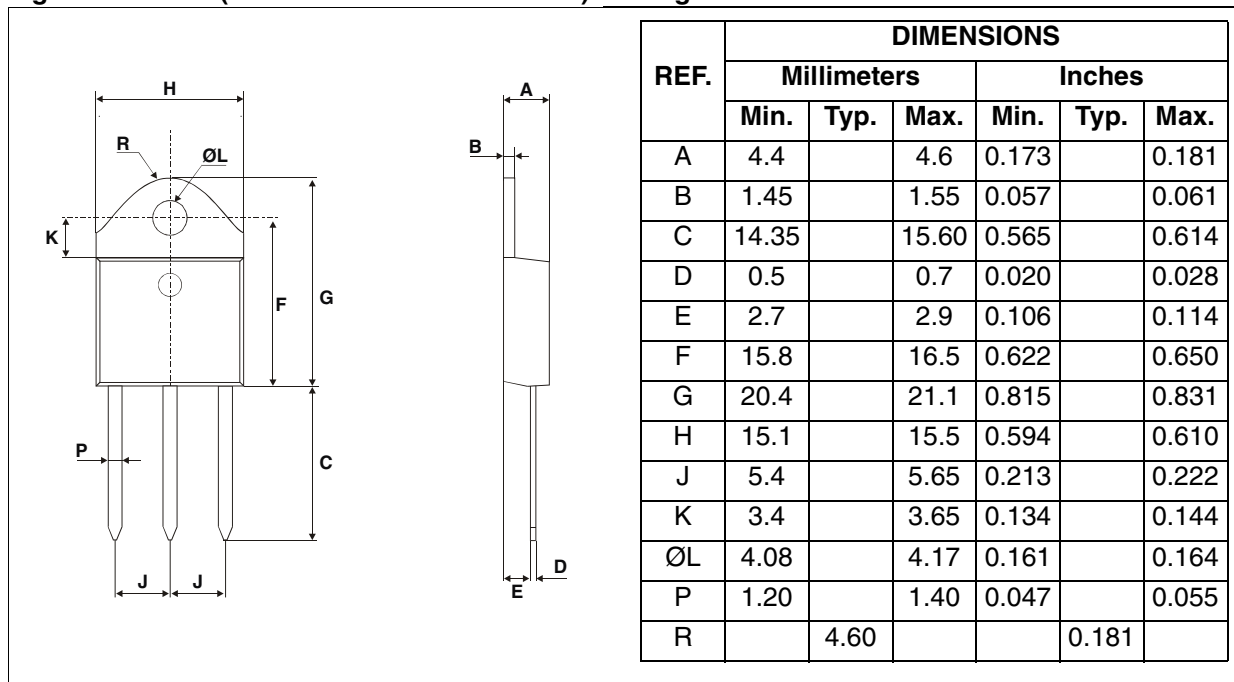 H
A
B
R
ØL
K
F
G
P
C
J
J
D
E
REF.
DIMENSIONS
Millimeters
Inches
Min. Typ. Max. Min. Typ. Max.
A 4.4 4.6 0.173 0.181
B 1.45 1.55 0.057 0.061
C 14.35 15.60 0.565 0.614
D 0.5 0.7 0.020 0.028
E 2.7 2.9 0.106 0.114
F 15.8 16.5 0.622 0.650
G 20.4 21.1 0.815 0.831
H 15.1 15.5 0.594 0.610
J 5.4 5.65 0.213 0.222
K 3.4 3.65 0.134 0.144
ØL 4.08 4.17 0.161 0.164
P 1.20 1.40 0.047 0.055
R 4.60 0.181